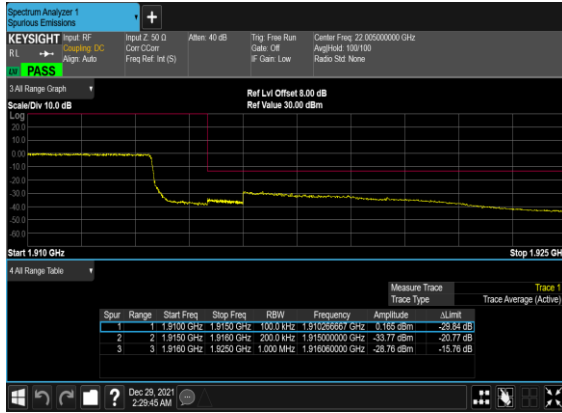 Spectrum Analyzer 1
Spurious Emissions
+
KEYSIGHT Input: RF Input Z: 50 Ω Atten: 40 dB Trig: Free Run Center Freq: 22.005000000 GHz
RL Coupling: DC Corr CCorr Gate: Off Avg|Hold: 100/100
Align: Auto Freq Ref: Int (S) IF Gain: Low Radio Std: None
PASS
3 All Range Graph
Ref Lvl Offset 8.00 dB
Scale/Div 10.0 dB Ref Value 30.00 dBm
Log
20.0
10.0
0.00
-10.0
-20.0
-30.0
-40.0
-50.0
-60.0
Start 1.910 GHz Stop 1.925 GH
4 All Range Table
Measure Trace Trace 1
Trace Type Trace Average (Active)
Spur Range Start Freq Stop Freq RBW Frequency Amplitude ΔLimit
1 1 1.9100 GHz 1.9150 GHz 100.0 kHz 1.910266667 GHz 0.165 dBm -29.84 dB
2 2 1.9150 GHz 1.9160 GHz 200.0 kHz 1.915000000 GHz -33.77 dBm -20.77 dB
3 3 1.9160 GHz 1.9250 GHz 1.000 MHz 1.916060000 GHz -28.76 dBm -15.76 dB
? Dec 29, 2021
2:29:45 AM